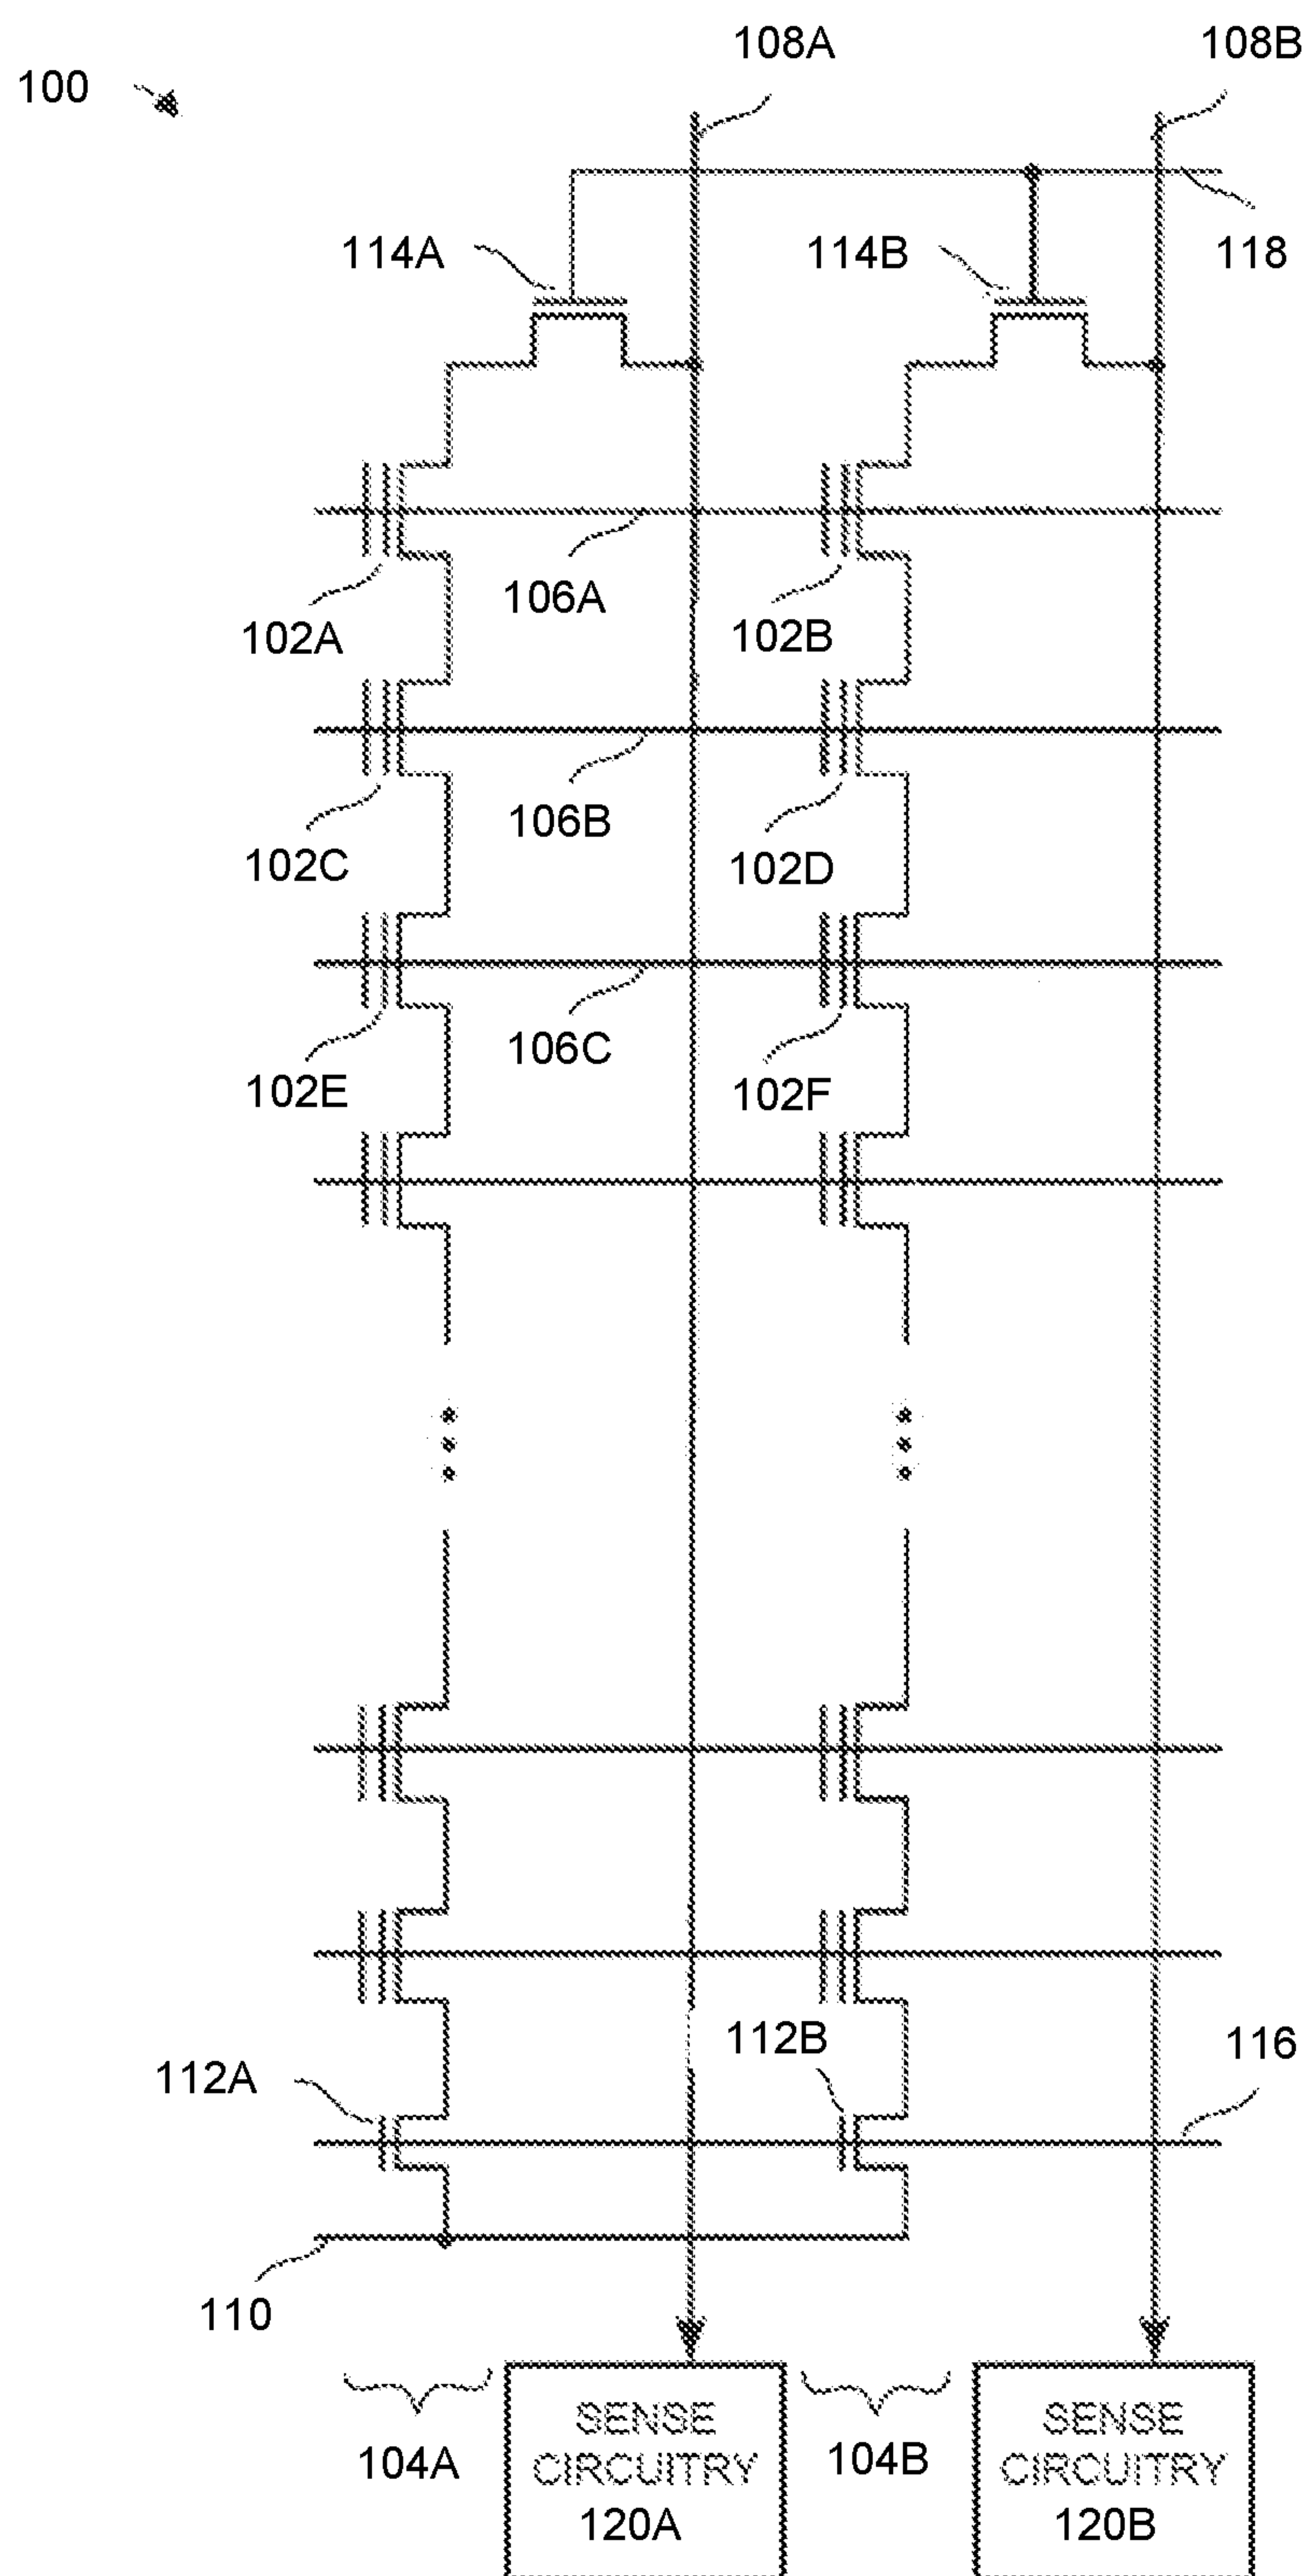 108A
108B
100
114A
114B
118
106A
102A
102B
106B
102C
102D
106C
102E
102F
112B
116
112A
110
104A
SENSE
CIRCUITRY
120A
104B
SENSE
CIRCUITRY
120B